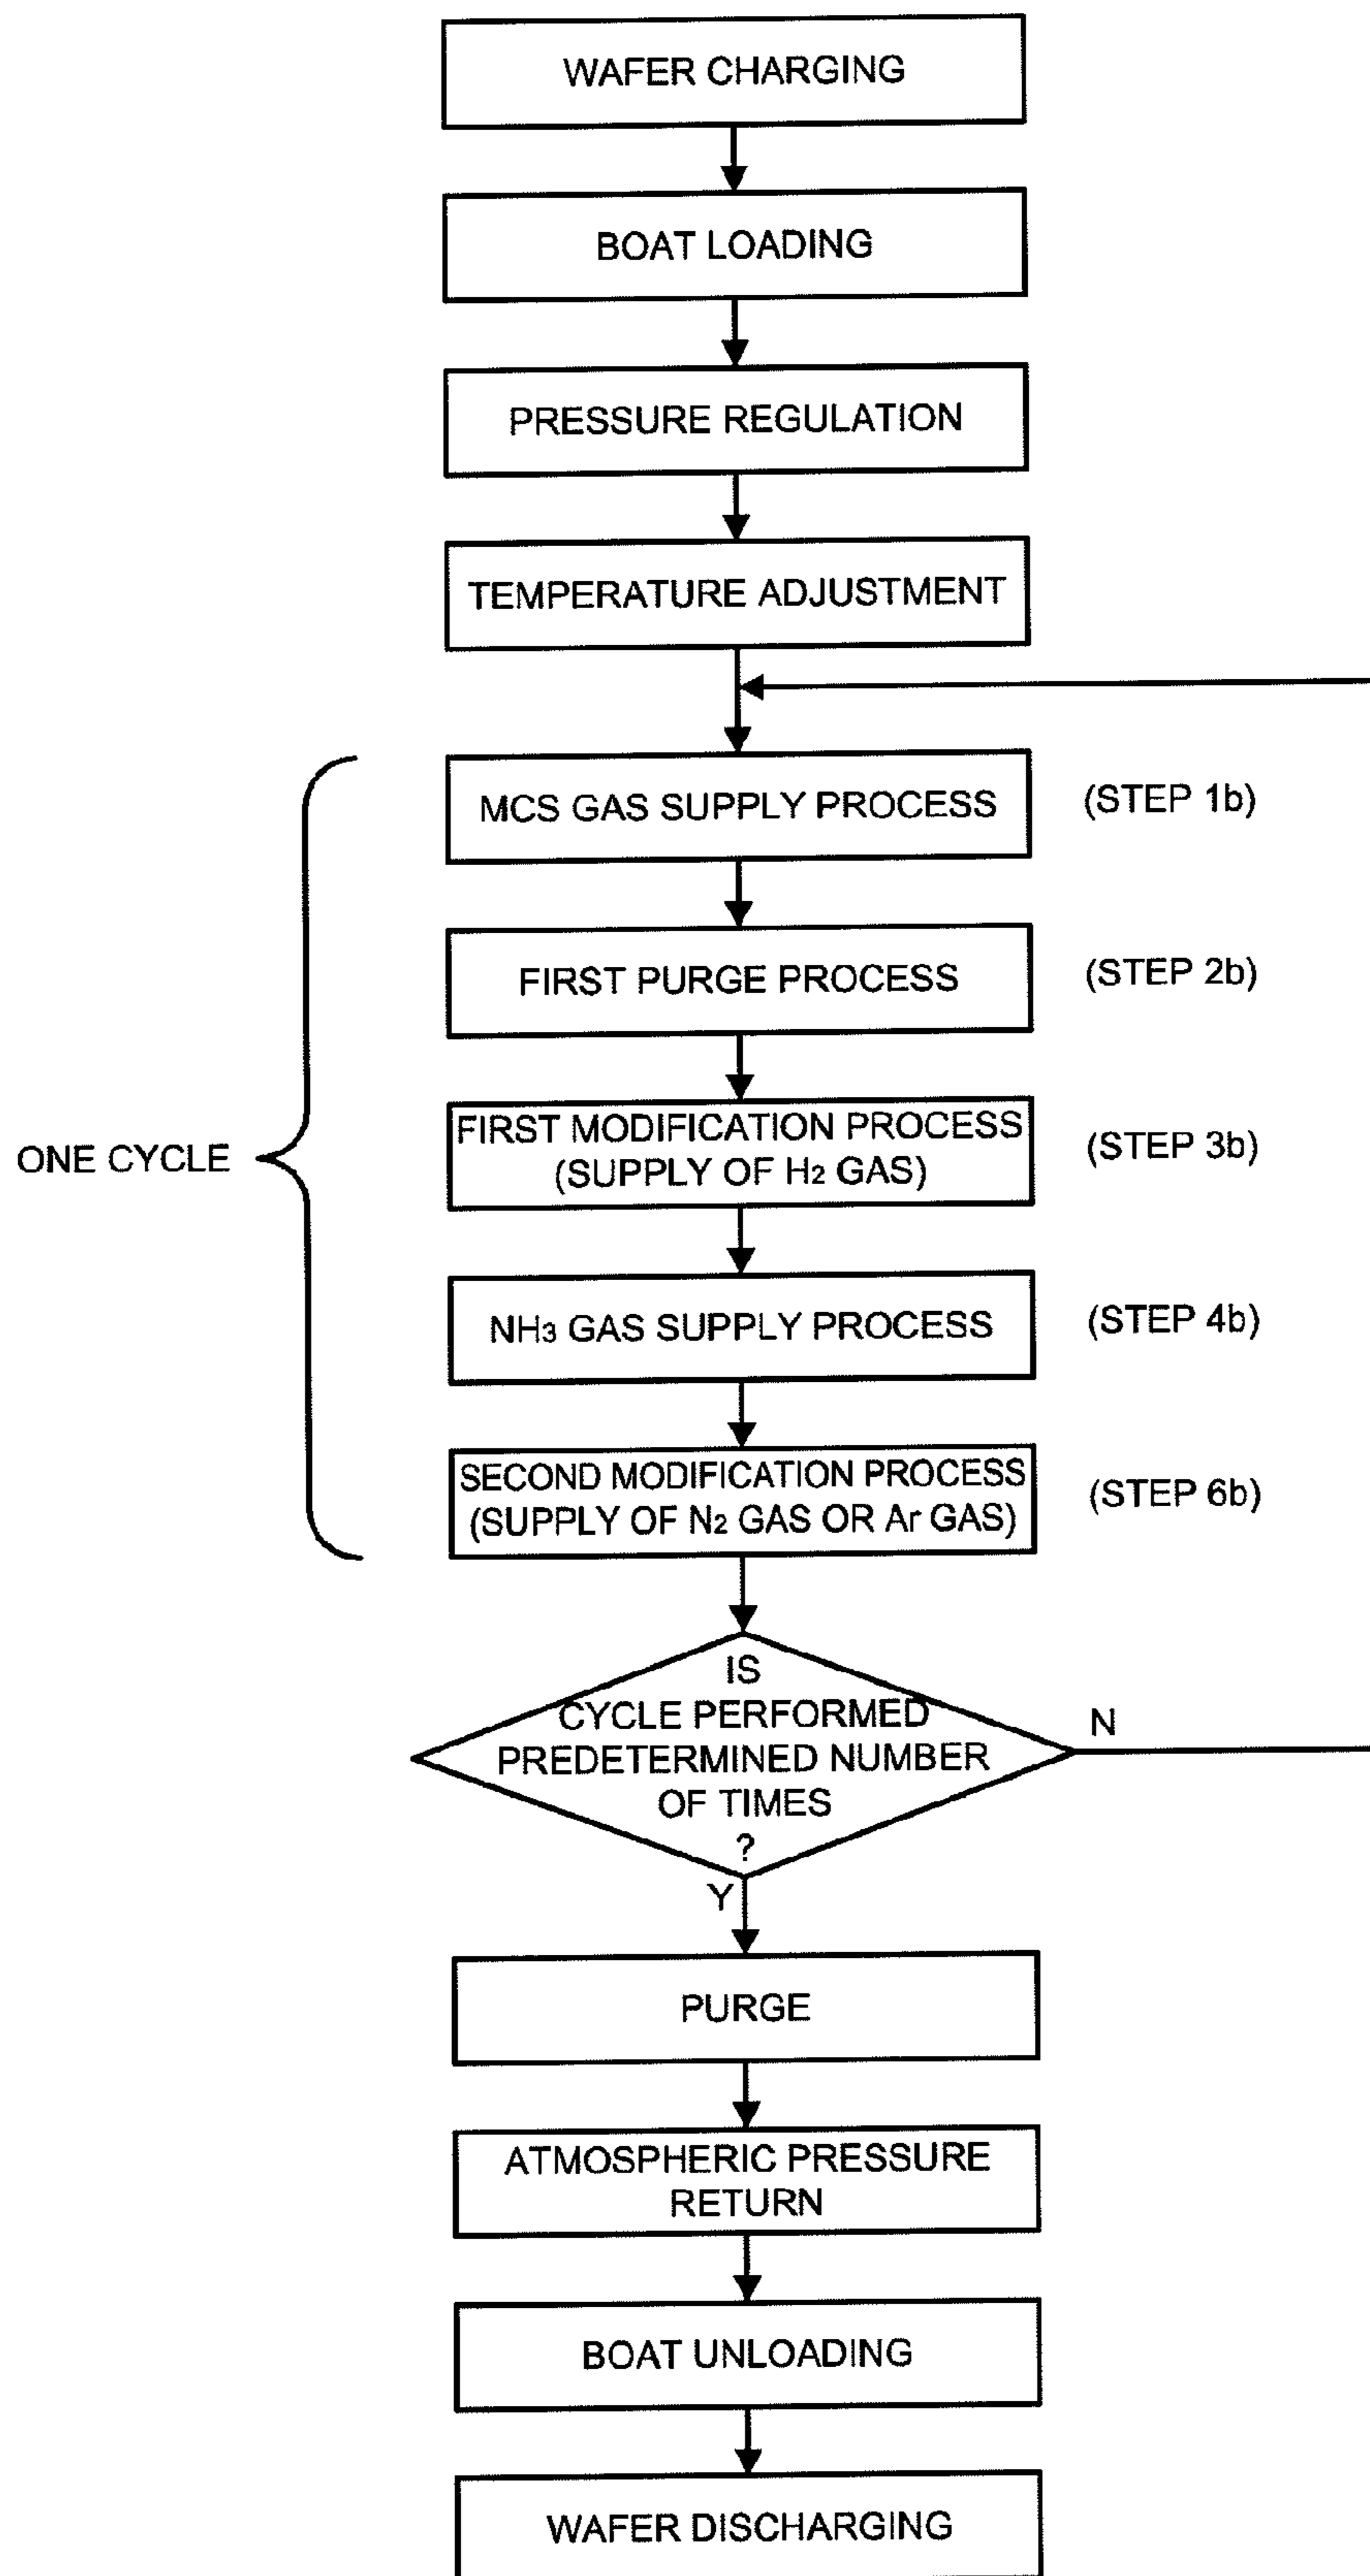 WAFER CHARGING
BOAT LOADING
PRESSURE REGULATION
TEMPERATURE ADJUSTMENT
MCS GAS SUPPLY PROCESS (STEP 1b)
FIRST PURGE PROCESS (STEP 2b)
FIRST MODIFICATION PROCESS
(SUPPLY OF H2 GAS)
(STEP 3b)
ONE CYCLE
NH3 GAS SUPPLY PROCESS (STEP 4b)
SECOND MODIFICATION PROCESS
(SUPPLY OF N2 GAS OR Ar GAS)
(STEP 6b)
IS
CYCLE PERFORMED
PREDETERMINED NUMBER
OF TIMES
?
N
Y
PURGE
ATMOSPHERIC PRESSURE
RETURN
BOAT UNLOADING
WAFER DISCHARGING